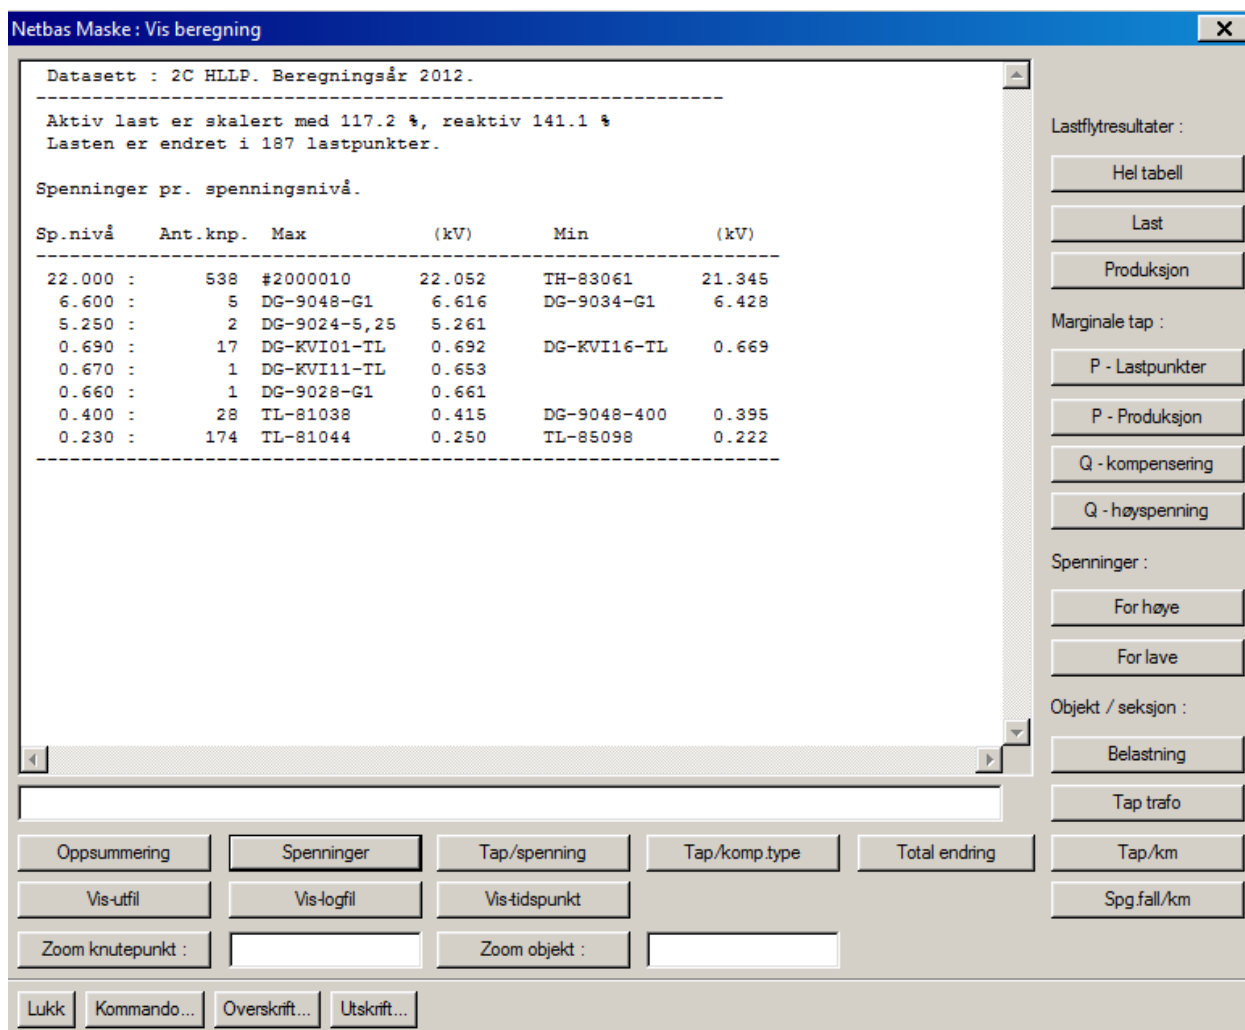 Netbas Maske : Vis beregning
Datasett : 2C HLLP. Beregningsår 2012.
Aktiv last er skalert med 117.2 %, reaktiv 141.1 %
Lasten er endret i 187 lastpunkter.
Spenninger pr. spenningsnivå.
Sp.nivå Ant.knp. Max (kV) Min (kV)
22.000 : 538 #2000010 22.052 TH-83061 21.345
6.600 : 5 DG-9048-G1 6.616 DG-9034-G1 6.428
5.250 : 2 DG-9024-5,25 5.261
0.690 : 17 DG-KVI01-TL 0.692 DG-KVI16-TL 0.669
0.670 : 1 DG-KVI11-TL 0.653
0.660 : 1 DG-9028-G1 0.661
0.400 : 28 TL-81038 0.415 DG-9048-400 0.395
0.230 : 174 TL-81044 0.250 TL-85098 0.222
Lastflytresultater :
Hel tabell
Last
Produksjon
Marginale tap :
P - Lastpunkter
P - Produksjon
Q - kompensering
Q - høyspenning
Spenninger :
For høye
For lave
Objekt / seksjon :
Belastning
Tap trafo
Oppsummering Spenninger Tap/spenning Tap/komp.type Total endring Tap/km
Vis-utfil Vis-logfil Vis-tidspunkt Spg.fall/km
Zoom knutepunkt : Zoom objekt :
Lukk Kommando... Overskrift... Utskrift...